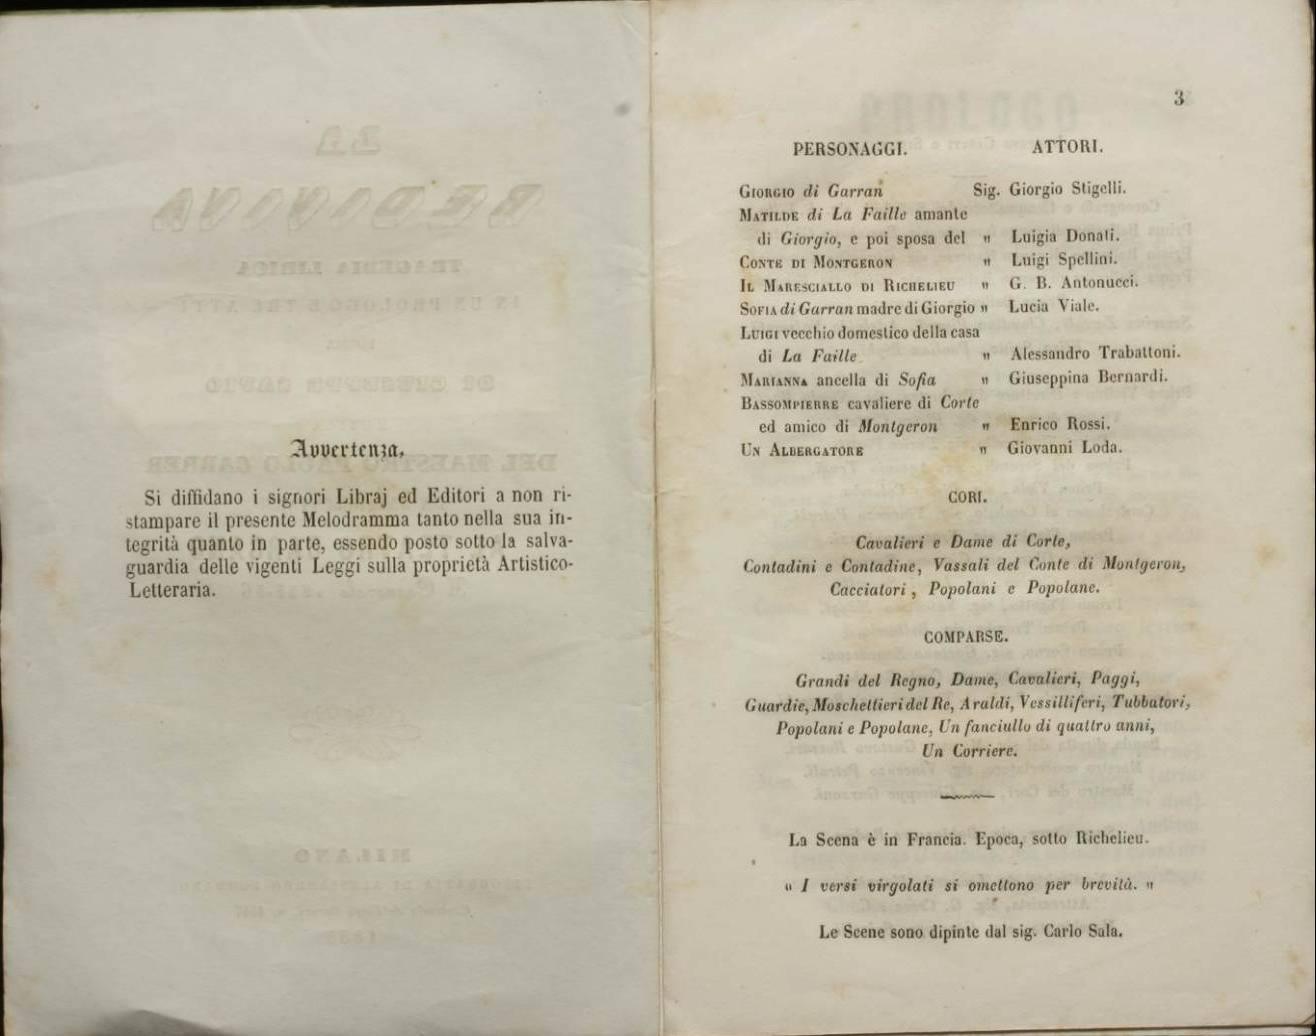 Avvertenza.
Si diffidano i signori Libraj ed Editori a non ri-
stampare il presente Melodramma tanto nella sua in-
tegrità quanto in parte, essendo posto sotto la salva-
guardia delle vigenti Leggi sulla proprietà Artistico-
Letteraria.
3
PERSONAGGI. ATTORI.
GIORGIO di Garran Sig. Giorgio Stigelli.
MATILDE di La Faille amante
di Giorgio, e poi sposa del " Luigia Donati.
CONTE DI MONTGERON " Luigi Spellini.
IL MARESCIALLO DI RICHELIEU " G. B. Antonucci.
SOFIA di Garran madre di Giorgio " Lucia Viale.
LUIGI vecchio domestico della casa
di La Faille " Alessandro Trabattoni.
MARIANNA ancella di Sofia " Giuseppina Bernardi.
BASSOMPIERRE cavaliere di Corte
ed amico di Montgeron " Enrico Rossi.
UN ALBERGATORE " Giovanni Loda.
CORI.
Cavalieri e Dame di Corte,
Contadini e Contadine, Vassali del Conte di Montgeron,
Cacciatori, Popolani e Popolane.
COMPARSE.
Grandi del Regno, Dame, Cavalieri, Paggi,
Guardie, Moschettieri del Re, Araldi, Vessilliferi, Tubbatori,
Popolani e Popolane, Un fanciullo di quattro anni,
Un Corriere.
La Scena è in Francia. Epoca, sotto Richelieu.
" I versi virgolati si omettono per brevità. "
Le Scene sono dipinte dal sig. Carlo Sala.